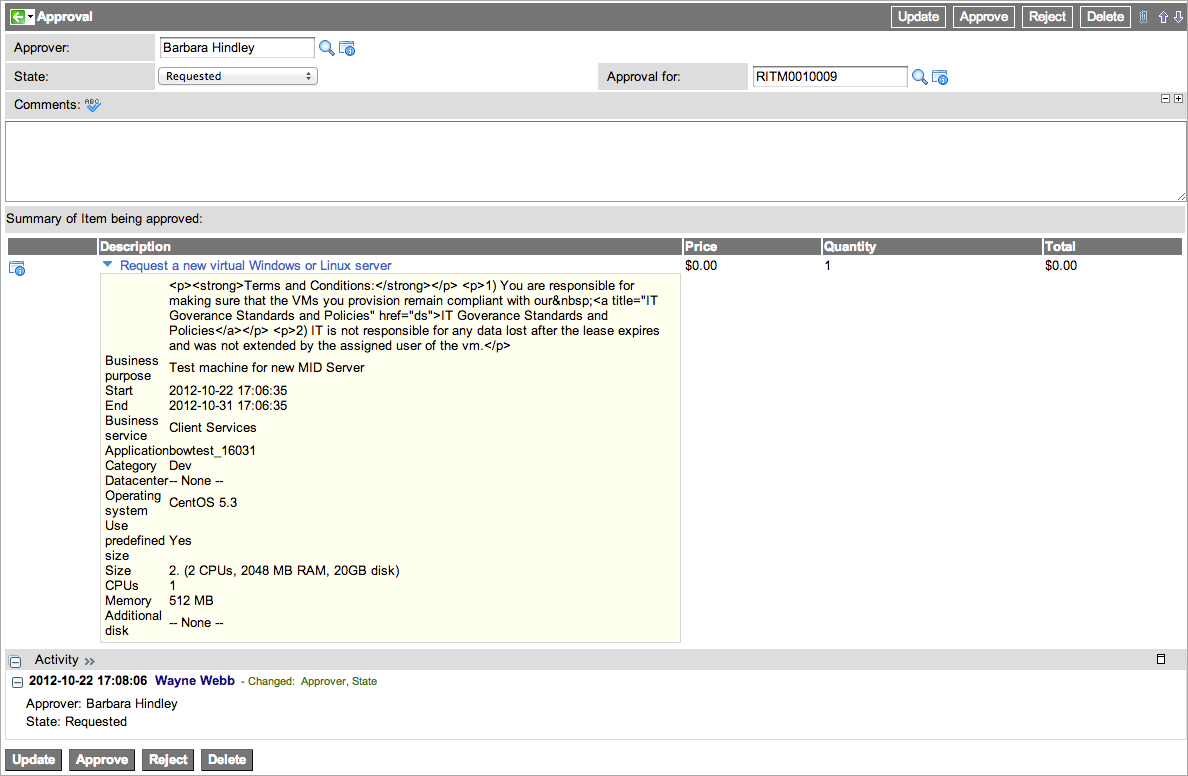 Approval
Update Approve Reject Delete
Approver: Barbara Hindley
State: Requested Approval for: RITM0010009
Comments: ABC
Summary of Item being approved:
Description Price Quantity Total
Request a new virtual Windows or Linux server $0.00 1 $0.00
<p><strong>Terms and Conditions:</strong></p> <p>1) You are responsible for
making sure that the VMs you provision remain compliant with our&nbsp;<a title="IT
Goverance Standards and Policies" href="ds">IT Goverance Standards and
Policies</a></p> <p>2) IT is not responsible for any data lost after the lease expires
and was not extended by the assigned user of the vm.</p>
Business
purpose Test machine for new MID Server
Start 2012-10-22 17:06:35
End 2012-10-31 17:06:35
Business
service Client Services
Application bowtest_16031
Category Dev
Datacenter -- None --
Operating
system CentOS 5.3
Use
predefined Yes
size
Size 2. (2 CPUs, 2048 MB RAM, 20GB disk)
CPUs 1
Memory 512 MB
Additional
disk -- None --
Activity
2012-10-22 17:08:06 Wayne Webb - Changed: Approver, State
Approver: Barbara Hindley
State: Requested
Update Approve Reject Delete